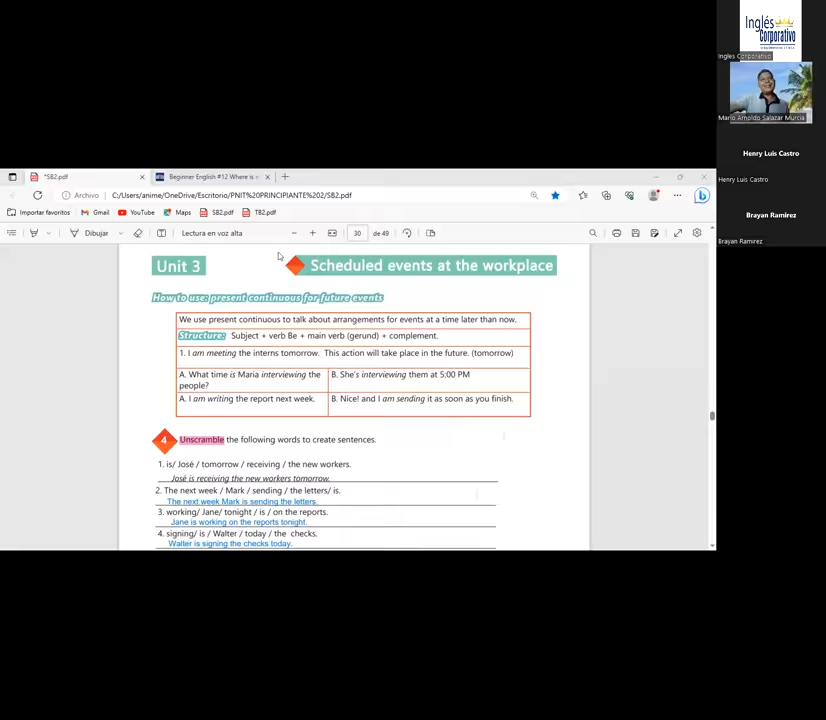 Inglés
Corporativo
Ingles Corporativo
Mario Arnoldo Salazar Murcia
Henry Luis Castro
Henry Luis Castro
Brayan Ramirez
Brayan Ramirez
*SB2.pdf
Beginner English #12 Where is
Archivo C:/Users/anime/OneDrive/Escritorio/PNIT%20PRINCIPIANTE%202/SB2.pdf
Importar favoritos Gmail YouTube Maps SB2.pdf TB2.pdf
Dibujar Lectura en voz alta 30 de 49
Unit 3 Scheduled events at the workplace
How to use: present continuous for future events
We use present continuous to talk about arrangements for events at a time later than now.
Structure: Subject + verb Be + main verb (gerund) + complement.
1. I am meeting the interns tomorrow. This action will take place in the future. (tomorrow)
A. What time is Maria interviewing the people?
B. She's interviewing them at 5:00 PM
A. I am writing the report next week.
B. Nice! and I am sending it as soon as you finish.
4 Unscramble the following words to create sentences.
1. is/ José / tomorrow / receiving / the new workers.
José is receiving the new workers tomorrow.
2. The next week / Mark / sending / the letters/ is.
The next week Mark is sending the letters.
3. working/ Jane/ tonight / is / on the reports.
Jane is working on the reports tonight.
4. signing/ is / Walter / today / the checks.
Walter is signing the checks today.